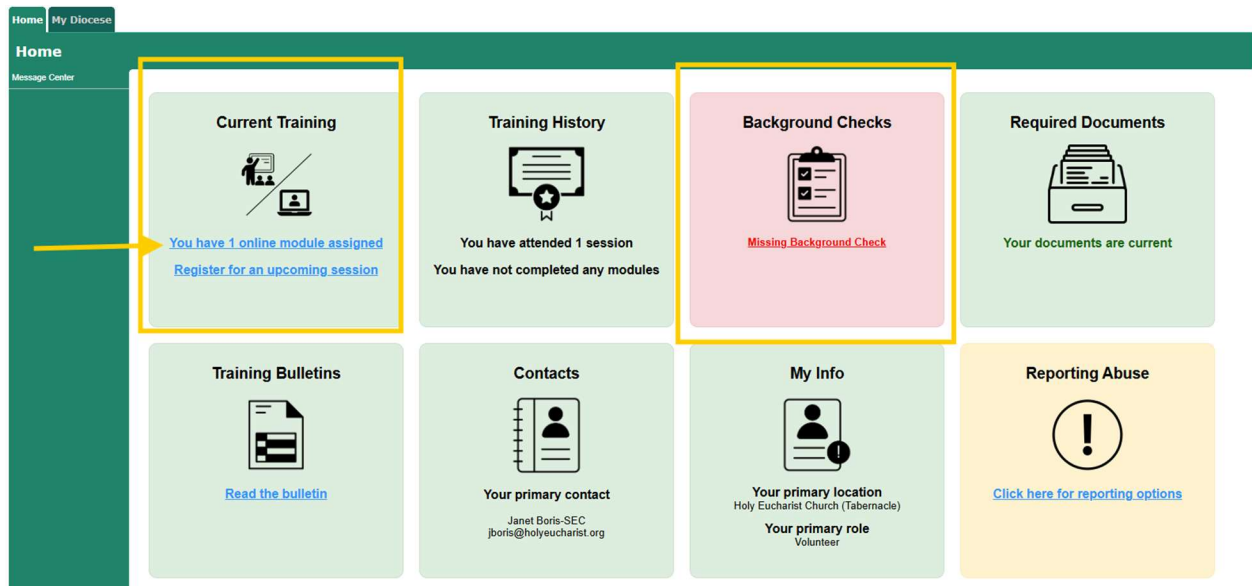 Home
My Diocese
Home
Message Center
Current Training
You have 1 online module assigned
Register for an upcoming session
Training History
You have attended 1 session
You have not completed any modules
Background Checks
Missing Background Check
Required Documents
Your documents are current
Training Bulletins
Read the bulletin
Contacts
Your primary contact
Janet Boris-SEC
jboris@holyeucharist.org
My Info
Your primary location
Holy Eucharist Church (Tabernacle)
Your primary role
Volunteer
Reporting Abuse
Click here for reporting options